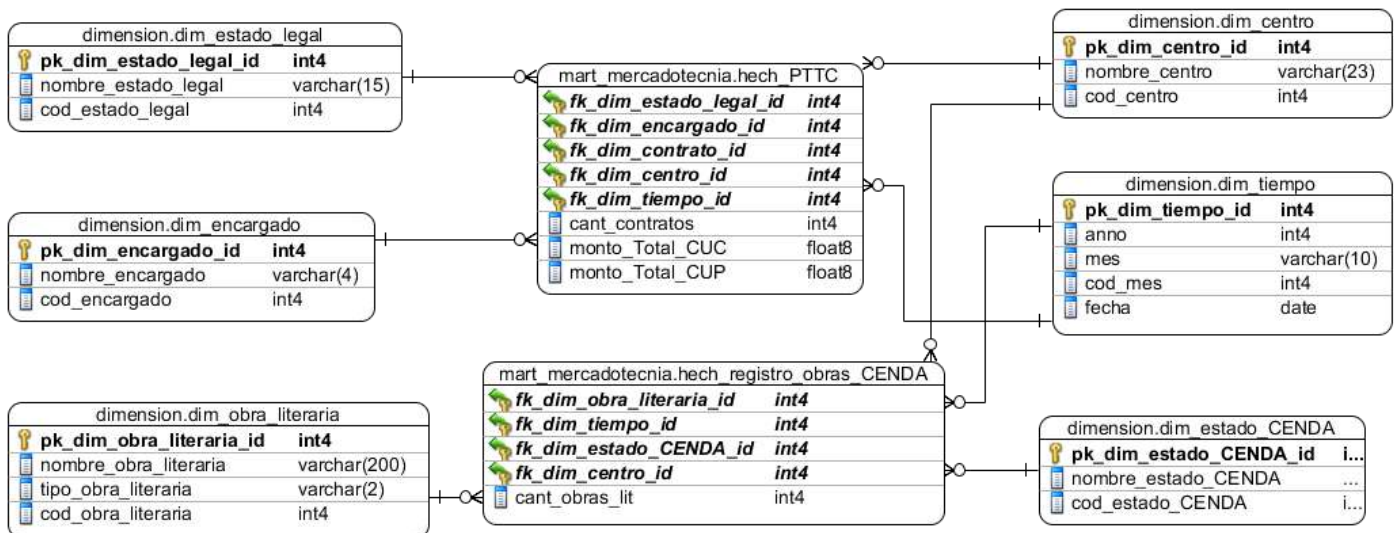 dimension.dim_estado_legal
pk_dim_estado_legal_id int4
nombre_estado_legal varchar(15)
cod_estado_legal int4
dimension.dim_encargado
pk_dim_encargado_id int4
nombre_encargado varchar(4)
cod_encargado int4
dimension.dim_obra_literaria
pk_dim_obra_literaria_id int4
nombre_obra_literaria varchar(200)
tipo_obra_literaria varchar(2)
cod_obra_literaria int4
mart_mercadotecnia.hech_PTTC
fk_dim_estado_legal_id int4
fk_dim_encargado_id int4
fk_dim_contrato_id int4
fk_dim_centro_id int4
fk_dim_tiempo_id int4
cant_contratos int4
monto_Total_CUC float8
monto_Total_CUP float8
mart_mercadotecnia.hech_registro_obras_CENDA
fk_dim_obra_literaria_id int4
fk_dim_tiempo_id int4
fk_dim_estado_CENDA_id int4
fk_dim_centro_id int4
cant_obras_lit int4
dimension.dim_centro
pk_dim_centro_id int4
nombre_centro varchar(23)
cod_centro int4
dimension.dim_tiempo
pk_dim_tiempo_id int4
anno int4
mes varchar(10)
cod_mes int4
fecha date
dimension.dim_estado_CENDA
pk_dim_estado_CENDA_id i...
nombre_estado_CENDA ...
cod_estado_CENDA i...